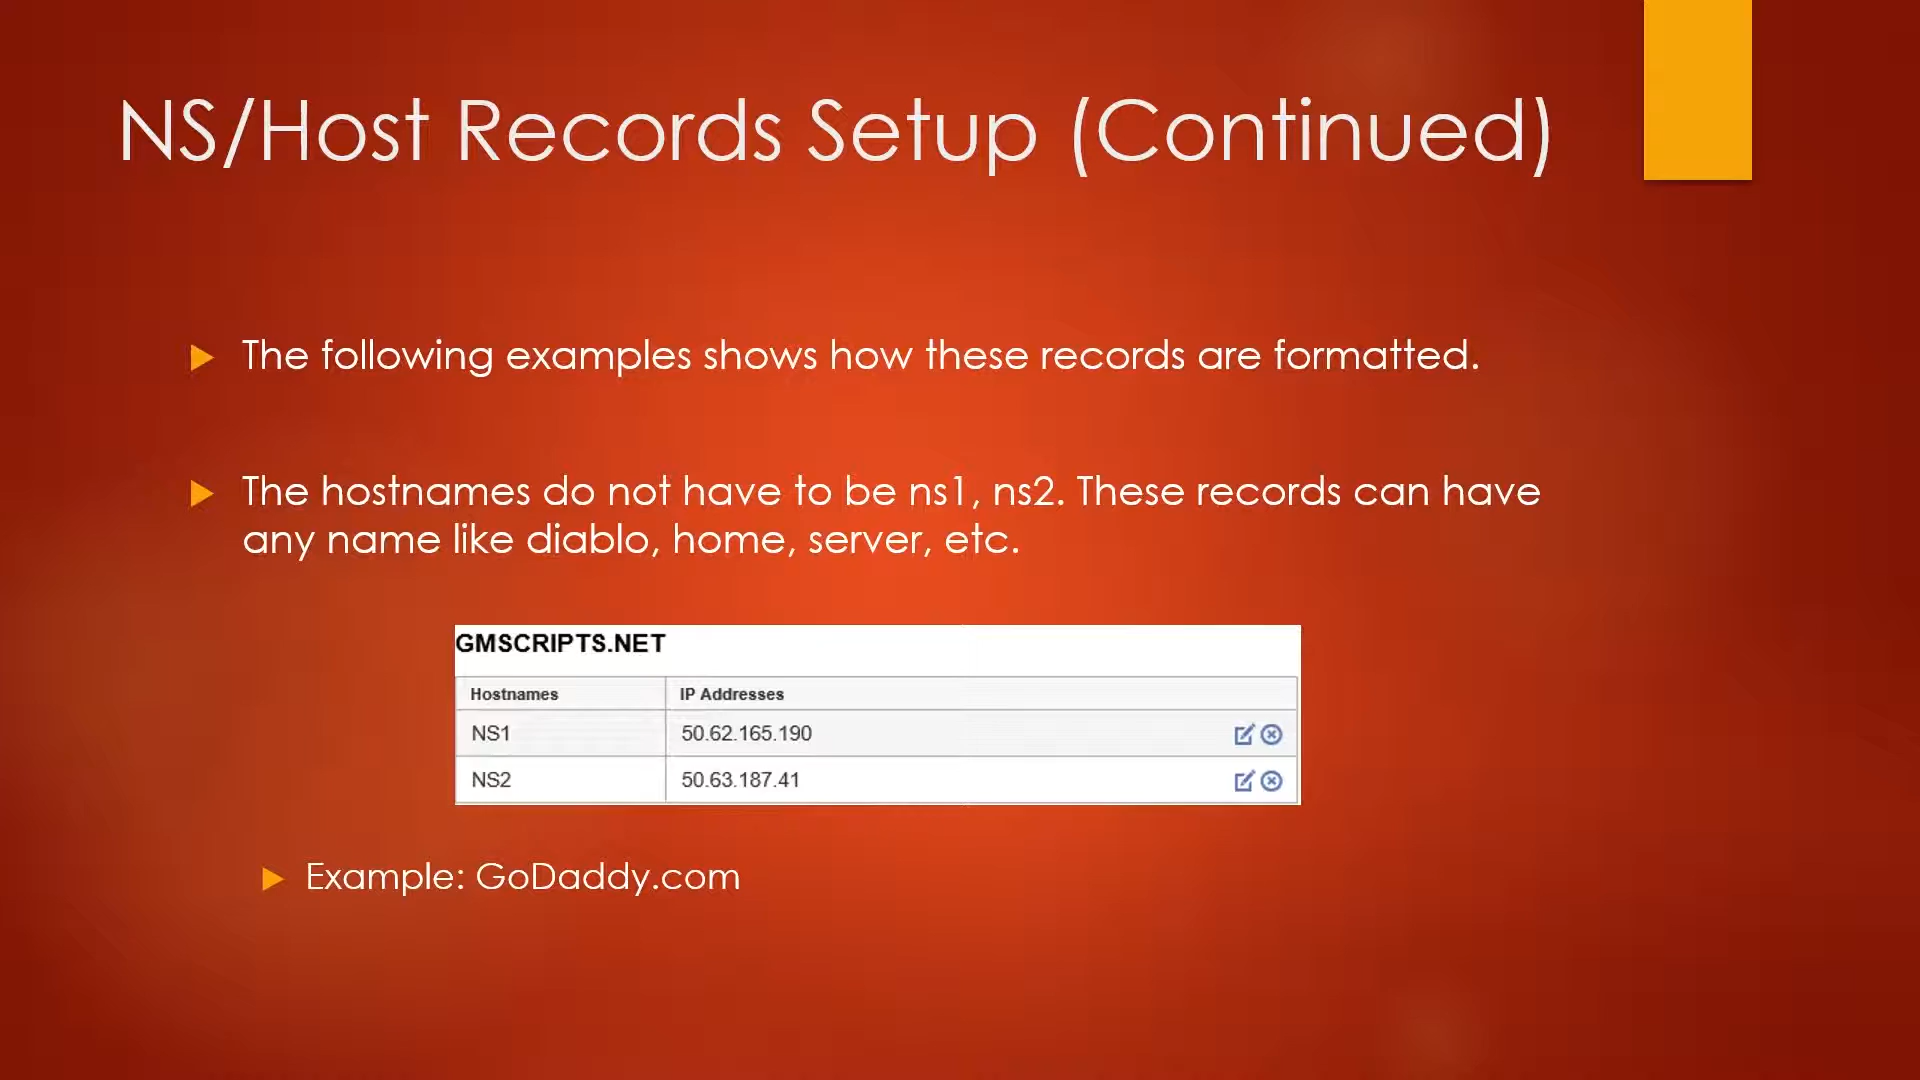 NS/Host Records Setup (Continued)
The following examples shows how these records are formatted.
The hostnames do not have to be ns1, ns2. These records can have
any name like diablo, home, server, etc.
GMSCRIPTS.NET
Hostnames IP Addresses
NS1 50.62.165.190
NS2 50.63.187.41
Example: GoDaddy.com